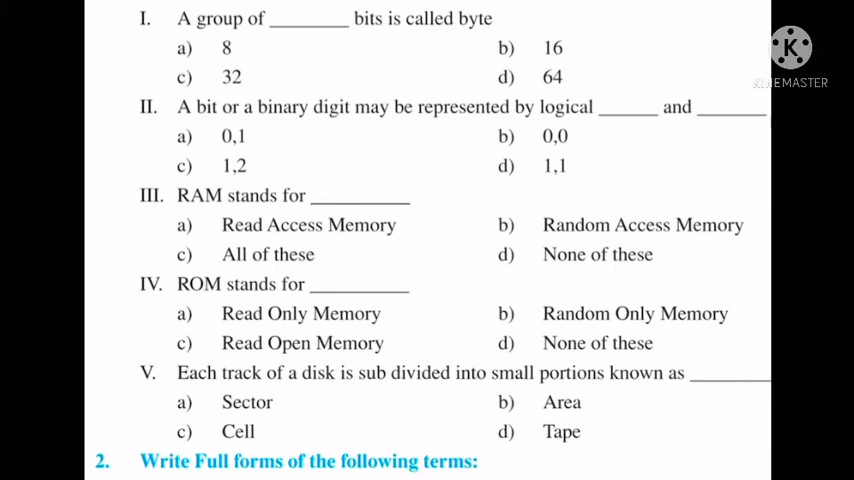 I. A group of ________ bits is called byte
a) 8 b) 16
c) 32 d) 64
II. A bit or a binary digit may be represented by logical ______ and _______
a) 0,1 b) 0,0
c) 1,2 d) 1,1
III. RAM stands for __________
a) Read Access Memory b) Random Access Memory
c) All of these d) None of these
IV. ROM stands for __________
a) Read Only Memory b) Random Only Memory
c) Read Open Memory d) None of these
V. Each track of a disk is sub divided into small portions known as ________
a) Sector b) Area
c) Cell d) Tape
2. Write Full forms of the following terms:
K
KINEMASTER